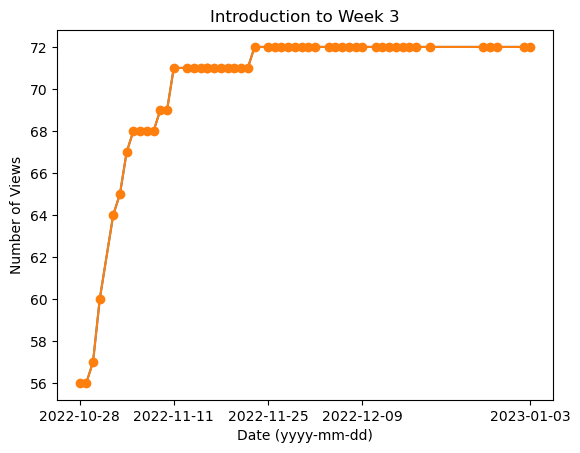 Introduction to Week 3
Number of Views
72
70
68
66
64
62
60
58
56
2022-10-28 2022-11-11 2022-11-25 2022-12-09 2023-01-03
Date (yyyy-mm-dd)